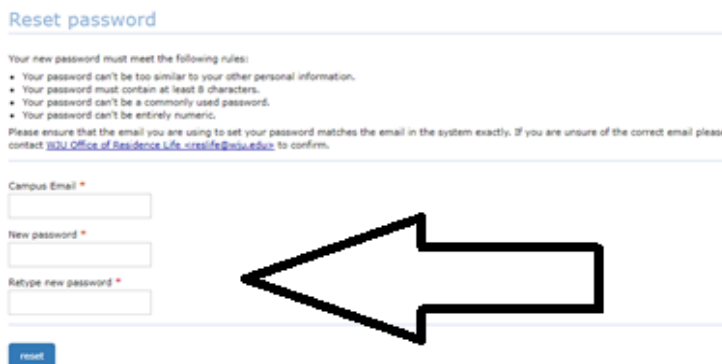 Reset password
Your new password must meet the following rules:
• Your password can't be too similar to your other personal information.
• Your password must contain at least 8 characters.
• Your password can't be a commonly used password.
• Your password can't be entirely numeric.
Please ensure that the email you are using to set your password matches the email in the system exactly. If you are unsure of the correct email please
contact WJU Office of Residence Life <reslife@wju.edu> to confirm.
Campus Email *
New password *
Retype new password *
reset